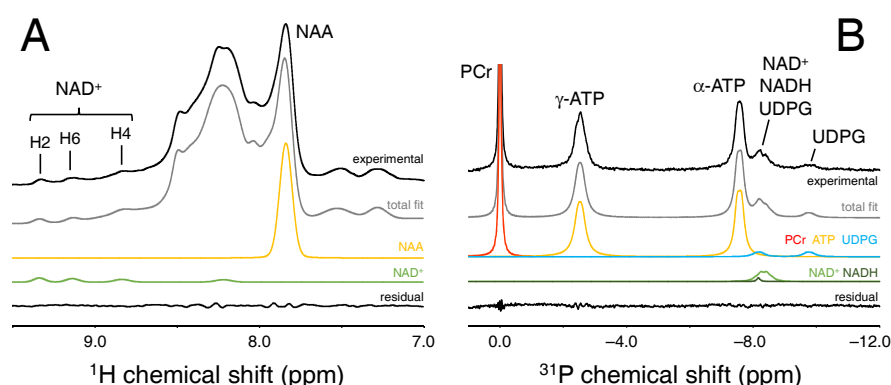 A
NAA
NAD⁺
H2 H6 H4
experimental
total fit
NAA
NAD⁺
residual
9.0 8.0 7.0
¹H chemical shift (ppm)
B
PCr
γ-ATP
α-ATP
NAD⁺
NADH
UDPG
UDPG
experimental
total fit
PCr ATP UDPG
NAD⁺ NADH
residual
0.0 −4.0 −8.0 −12.0
³¹P chemical shift (ppm)